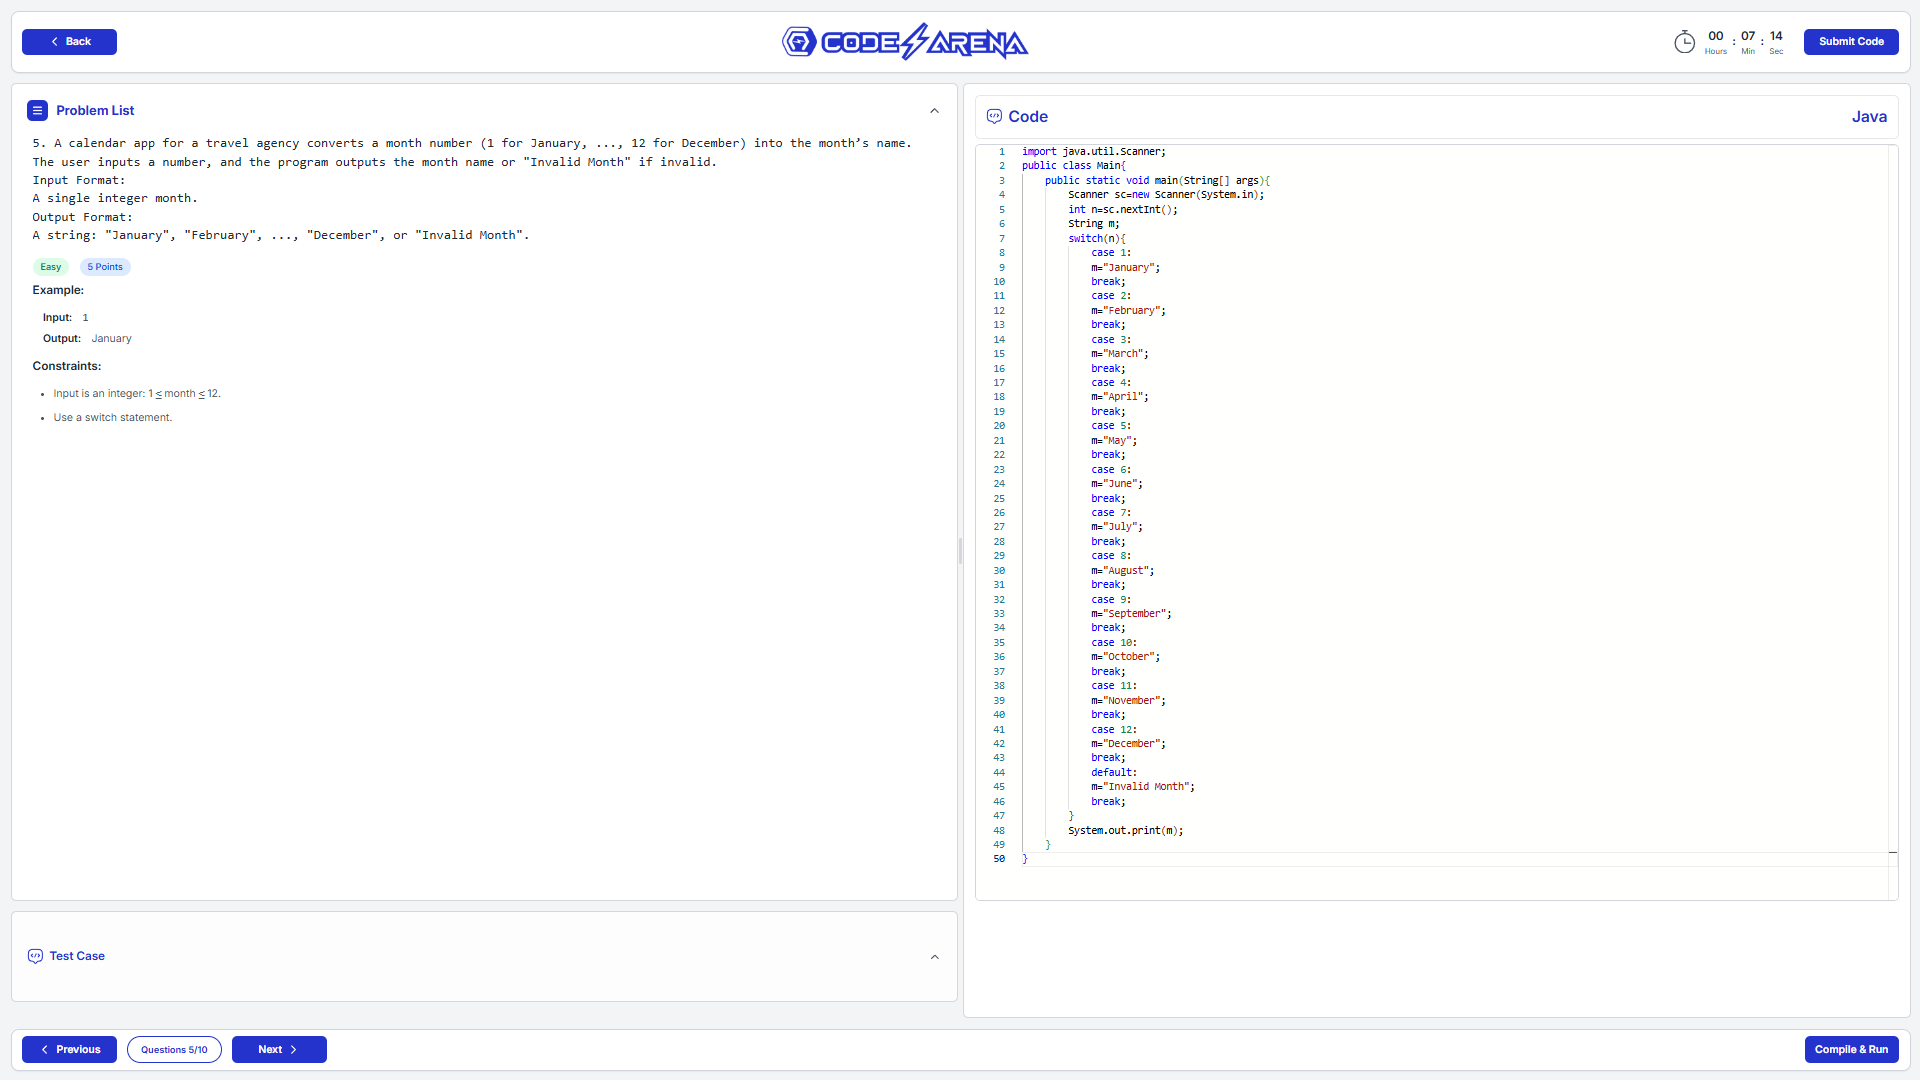 Back
CODE ARENA
00 : 07 : 14
Hours Min Sec
Submit Code
Problem List
5. A calendar app for a travel agency converts a month number (1 for January, ..., 12 for December) into the month’s name.
The user inputs a number, and the program outputs the month name or "Invalid Month" if invalid.
Input Format:
A single integer month.
Output Format:
A string: "January", "February", ..., "December", or "Invalid Month".
Easy 5 Points
Example:
Input: 1
Output: January
Constraints:
• Input is an integer: 1 ≤ month ≤ 12.
• Use a switch statement.
Test Case
Code
Java
1 import java.util.Scanner;
2 public class Main{
3 public static void main(String[] args){
4 Scanner sc=new Scanner(System.in);
5 int n=sc.nextInt();
6 String m;
7 switch(n){
8 case 1:
9 m="January";
10 break;
11 case 2:
12 m="February";
13 break;
14 case 3:
15 m="March";
16 break;
17 case 4:
18 m="April";
19 break;
20 case 5:
21 m="May";
22 break;
23 case 6:
24 m="June";
25 break;
26 case 7:
27 m="July";
28 break;
29 case 8:
30 m="August";
31 break;
32 case 9:
33 m="September";
34 break;
35 case 10:
36 m="October";
37 break;
38 case 11:
39 m="November";
40 break;
41 case 12:
42 m="December";
43 break;
44 default:
45 m="Invalid Month";
46 break;
47 }
48 System.out.print(m);
49 }
50 }
Previous
Questions 5/10
Next
Compile & Run